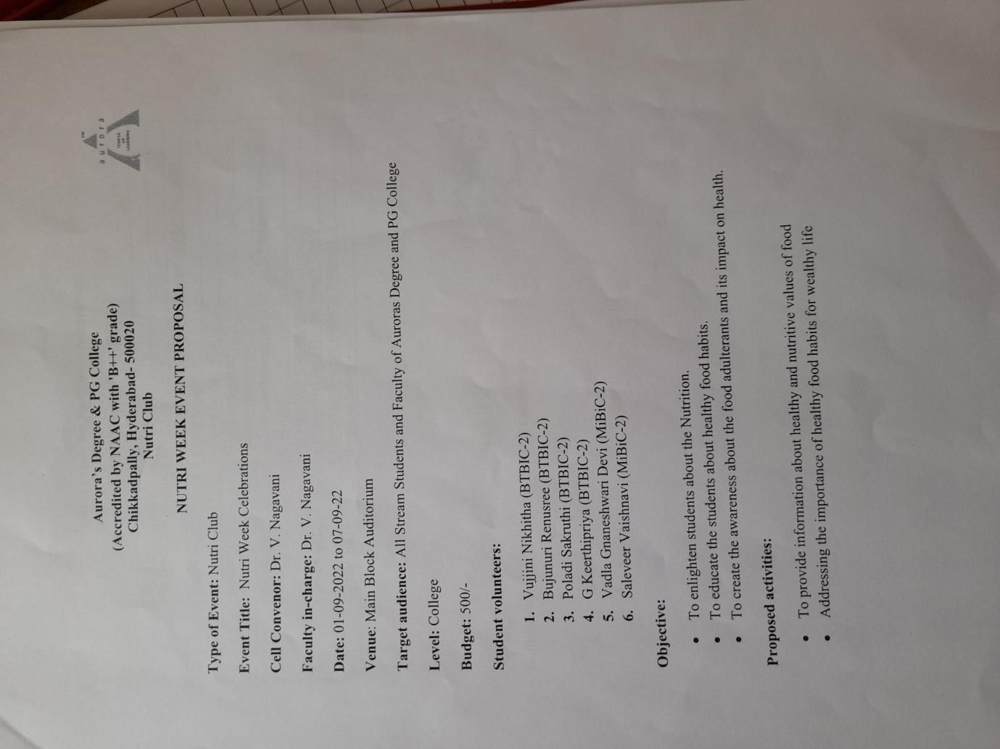 aurora
TM
TEMPLE
OF
LEARNING
Aurora's Degree & PG College
(Accredited by NAAC with 'B++' grade)
Chikkadpally, Hyderabad- 500020
Nutri Club
NUTRI WEEK EVENT PROPOSAL
Type of Event: Nutri Club
Event Title: Nutri Week Celebrations
Cell Convenor: Dr. V. Nagavani
Faculty in-charge: Dr. V. Nagavani
Date: 01-09-2022 to 07-09-22
Venue: Main Block Auditorium
Target audience: All Stream Students and Faculty of Auroras Degree and PG College
Level: College
Budget: 500/-
Student volunteers:
1. Vujjini Nikhitha (BTBIC-2)
2. Bujunuri Renusree (BTBIC-2)
3. Poladi Sakruthi (BTBIC-2)
4. G Keerthipriya (BTBIC-2)
5. Vadla Gnaneshwari Devi (MiBiC-2)
6. Saleveer Vaishnavi (MiBiC-2)
Objective:
• To enlighten students about the Nutrition.
• To educate the students about healthy food habits.
• To create the awareness about the food adulterants and its impact on health.
Proposed activities:
• To provide information about healthy and nutritive values of food
• Addressing the importance of healthy food habits for wealthy life